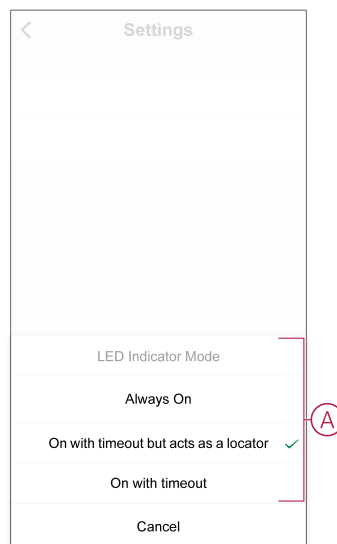 Settings
LED Indicator Mode
Always On
A
On with timeout but acts as a locator
On with timeout
Cancel